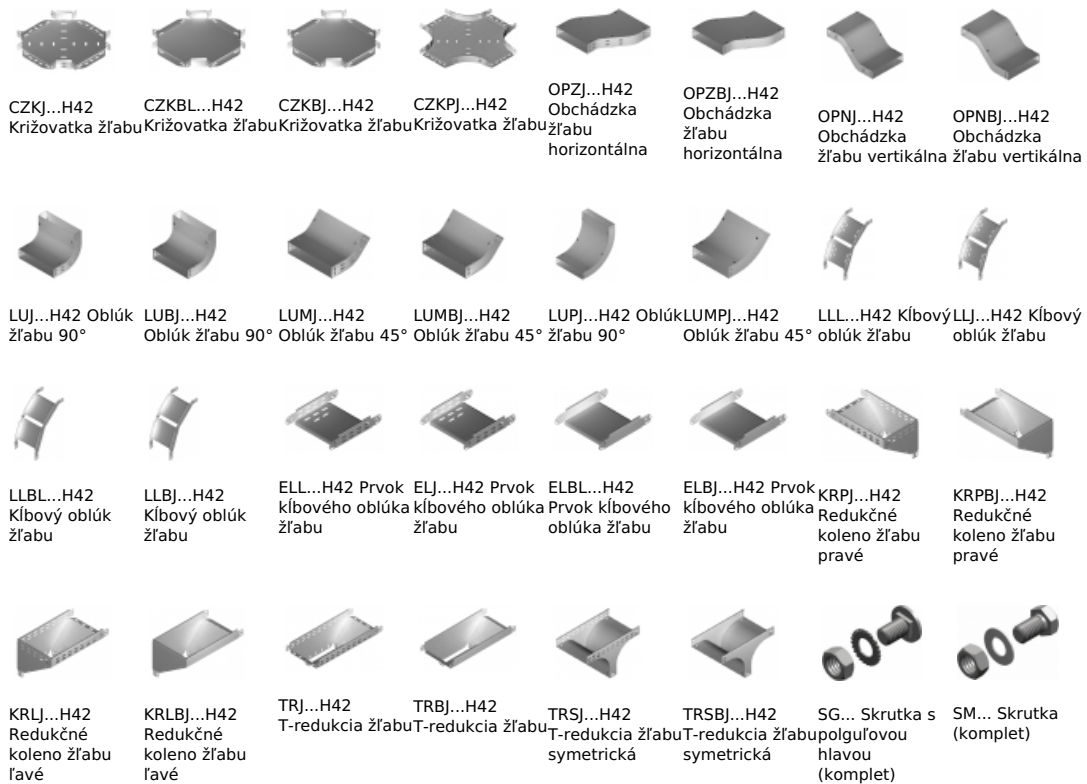 CZKJ...H42
Križovatka žľabu
CZKBL...H42
Križovatka žľabu
CZKBJ...H42
Križovatka žľabu
CZKPJ...H42
Križovatka žľabu
OPZJ...H42
Obchádzka
žľabu
horizontálna
OPZBJ...H42
Obchádzka
žľabu
horizontálna
OPNJ...H42
Obchádzka
žľabu vertikálna
OPNBJ...H42
Obchádzka
žľabu vertikálna
LUJ...H42 Oblúk
žľabu 90°
LUBJ...H42
Oblúk žľabu 90°
LUMJ...H42
Oblúk žľabu 45°
LUMBJ...H42
Oblúk žľabu 45°
LUPJ...H42 Oblúk
žľabu 90°
LUMPJ...H42
Oblúk žľabu 45°
LLL...H42 Kĺbový
oblúk žľabu
LLJ...H42 Kĺbový
oblúk žľabu
LLBL...H42
Kĺbový oblúk
žľabu
LLBJ...H42
Kĺbový oblúk
žľabu
ELL...H42 Prvok
kĺbového oblúka
žľabu
ELJ...H42 Prvok
kĺbového oblúka
žľabu
ELBL...H42
Prvok kĺbového
oblúka žľabu
ELBJ...H42 Prvok
kĺbového oblúka
žľabu
KRPJ...H42
Redukčné
koleno žľabu
pravé
KRPBJ...H42
Redukčné
koleno žľabu
pravé
KRLJ...H42
Redukčné
koleno žľabu
ľavé
KRLBJ...H42
Redukčné
koleno žľabu
ľavé
TRJ...H42
T-redukcia žľabu
TRBJ...H42
T-redukcia žľabu
TRSJ...H42
T-redukcia žľabu
symetrická
TRSBJ...H42
T-redukcia žľabu
symetrická
SG... Skrutka s
polguľovou
hlavou
(komplet)
SM... Skrutka
(komplet)